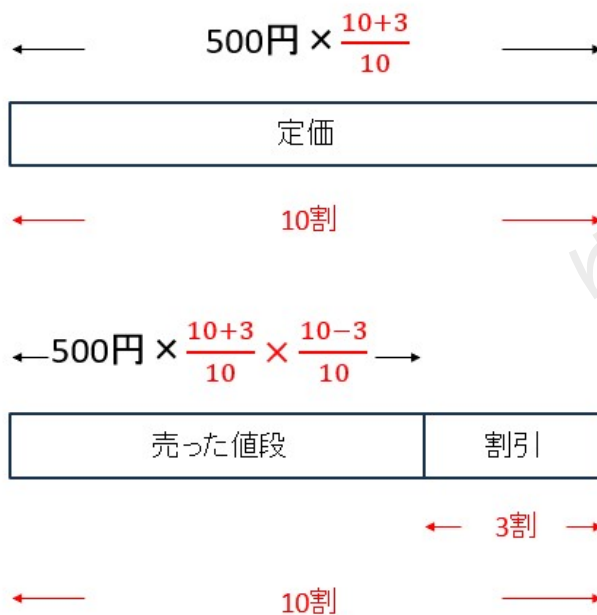 500円 × (10+3)/10
定価
10割
500円 × (10+3)/10 × (10−3)/10
売った値段 割引
3割
10割